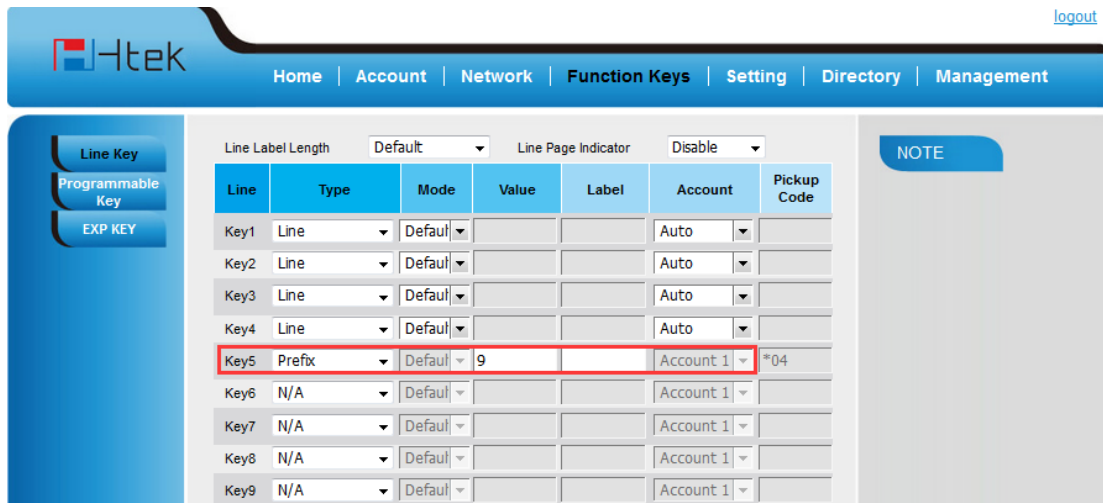 logout
Htek
Home | Account | Network | Function Keys | Setting | Directory | Management
Line Key
Programmable Key
EXP KEY
Line Label Length Default Line Page Indicator Disable
NOTE
Line Type Mode Value Label Account Pickup Code
Key1 Line Defaul Auto
Key2 Line Defaul Auto
Key3 Line Defaul Auto
Key4 Line Defaul Auto
Key5 Prefix Defaul 9 Account 1 *04
Key6 N/A Defaul Account 1
Key7 N/A Defaul Account 1
Key8 N/A Defaul Account 1
Key9 N/A Defaul Account 1